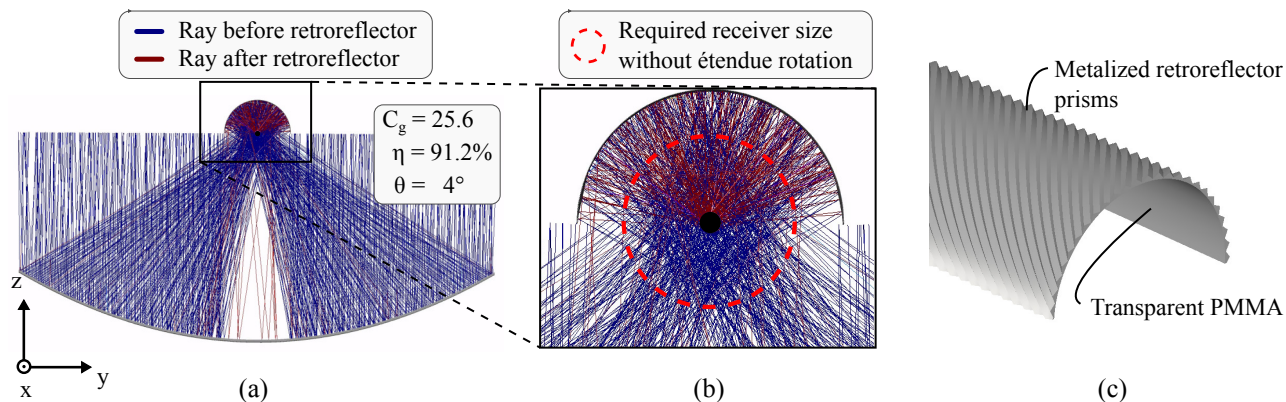 Ray before retroreflector
Ray after retroreflector
C_g = 25.6
η = 91.2%
θ = 4°
z
y
x
(a)
Required receiver size
without étendue rotation
(b)
Metalized retroreflector
prisms
Transparent PMMA
(c)